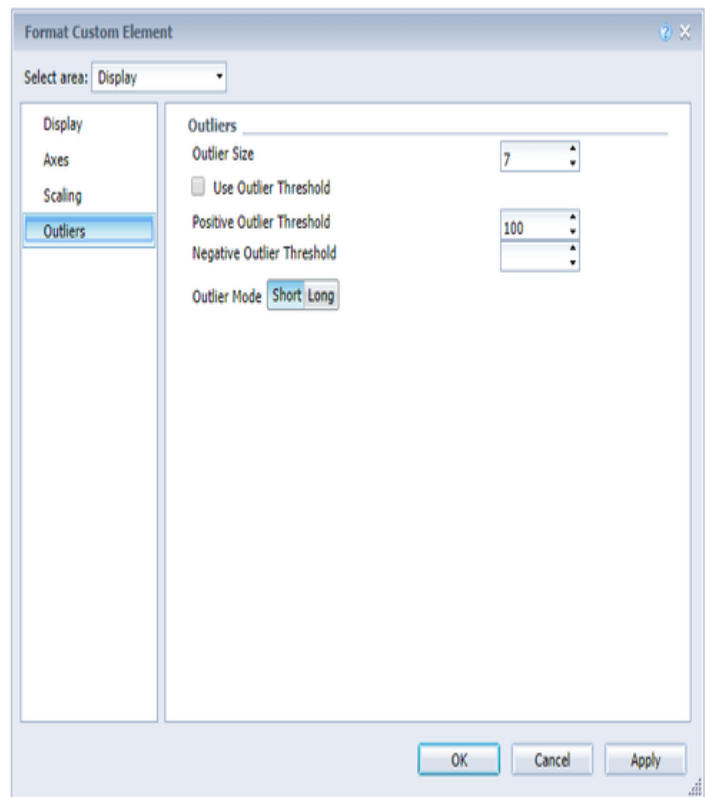 Format Custom Element
Select area: Display
Display
Axes
Scaling
Outliers
Outliers
Outlier Size 7
Use Outlier Threshold
Positive Outlier Threshold 100
Negative Outlier Threshold
Outlier Mode Short Long
OK Cancel Apply